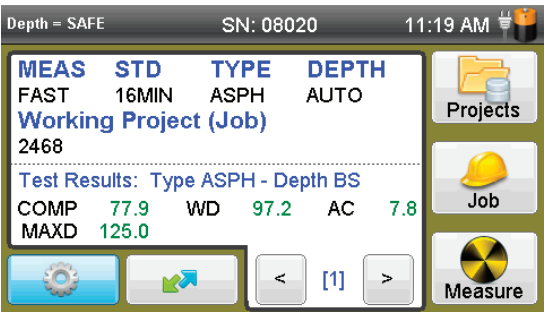 Depth = SAFE SN: 08020 11:19 AM
MEAS STD TYPE DEPTH
FAST 16MIN ASPH AUTO
Working Project (Job)
2468
Test Results: Type ASPH - Depth BS
COMP 77.9 WD 97.2 AC 7.8
MAXD 125.0
Projects
Job
Measure
< [1] >